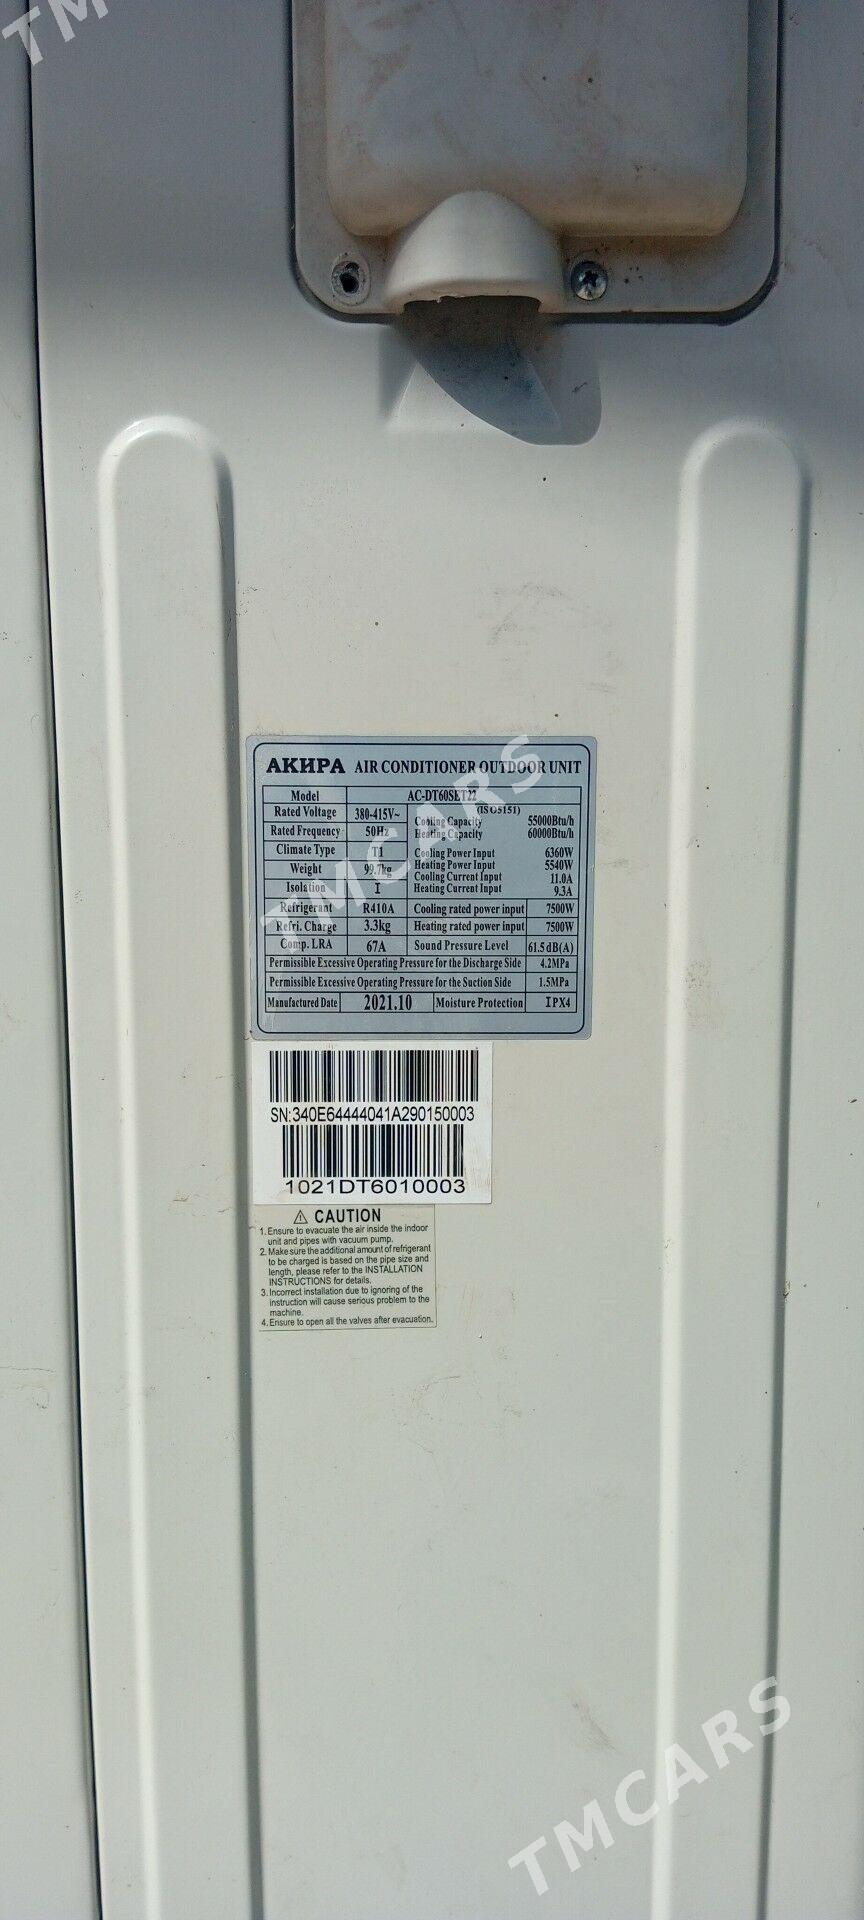 TM
AKHPA AIR CONDITIONER OUTDOOR UNIT
Model AC-DT60SET22
Rated Voltage 380-415V~ (ISO5151)
Cooling Capacity 55000Btu/h
Rated Frequency 50Hz Heating Capacity 60000Btu/h
Climate Type T1 Cooling Power Input 6360W
Weight 99.7kg Heating Power Input 5540W
Cooling Current Input 11.0A
Isolation I Heating Current Input 9.3A
Refrigerant R410A Cooling rated power input 7500W
Refri. Charge 3.3kg Heating rated power input 7500W
Comp. LRA 67A Sound Pressure Level 61.5dB(A)
Permissible Excessive Operating Pressure for the Discharge Side 4.2MPa
Permissible Excessive Operating Pressure for the Suction Side 1.5MPa
Manufactured Date 2021.10 Moisture Protection IPX4
TMCARS
SN:340E64444041A290150003
1021DT6010003
⚠ CAUTION
1. Ensure to evacuate the air inside the indoor
unit and pipes with vacuum pump.
2. Make sure the additional amount of refrigerant
to be charged is based on the pipe size and
length, please refer to the INSTALLATION
INSTRUCTIONS for details.
3. Incorrect installation due to ignoring of the
instruction will cause serious problem to the
machine.
4. Ensure to open all the valves after evacuation.
TMCARS